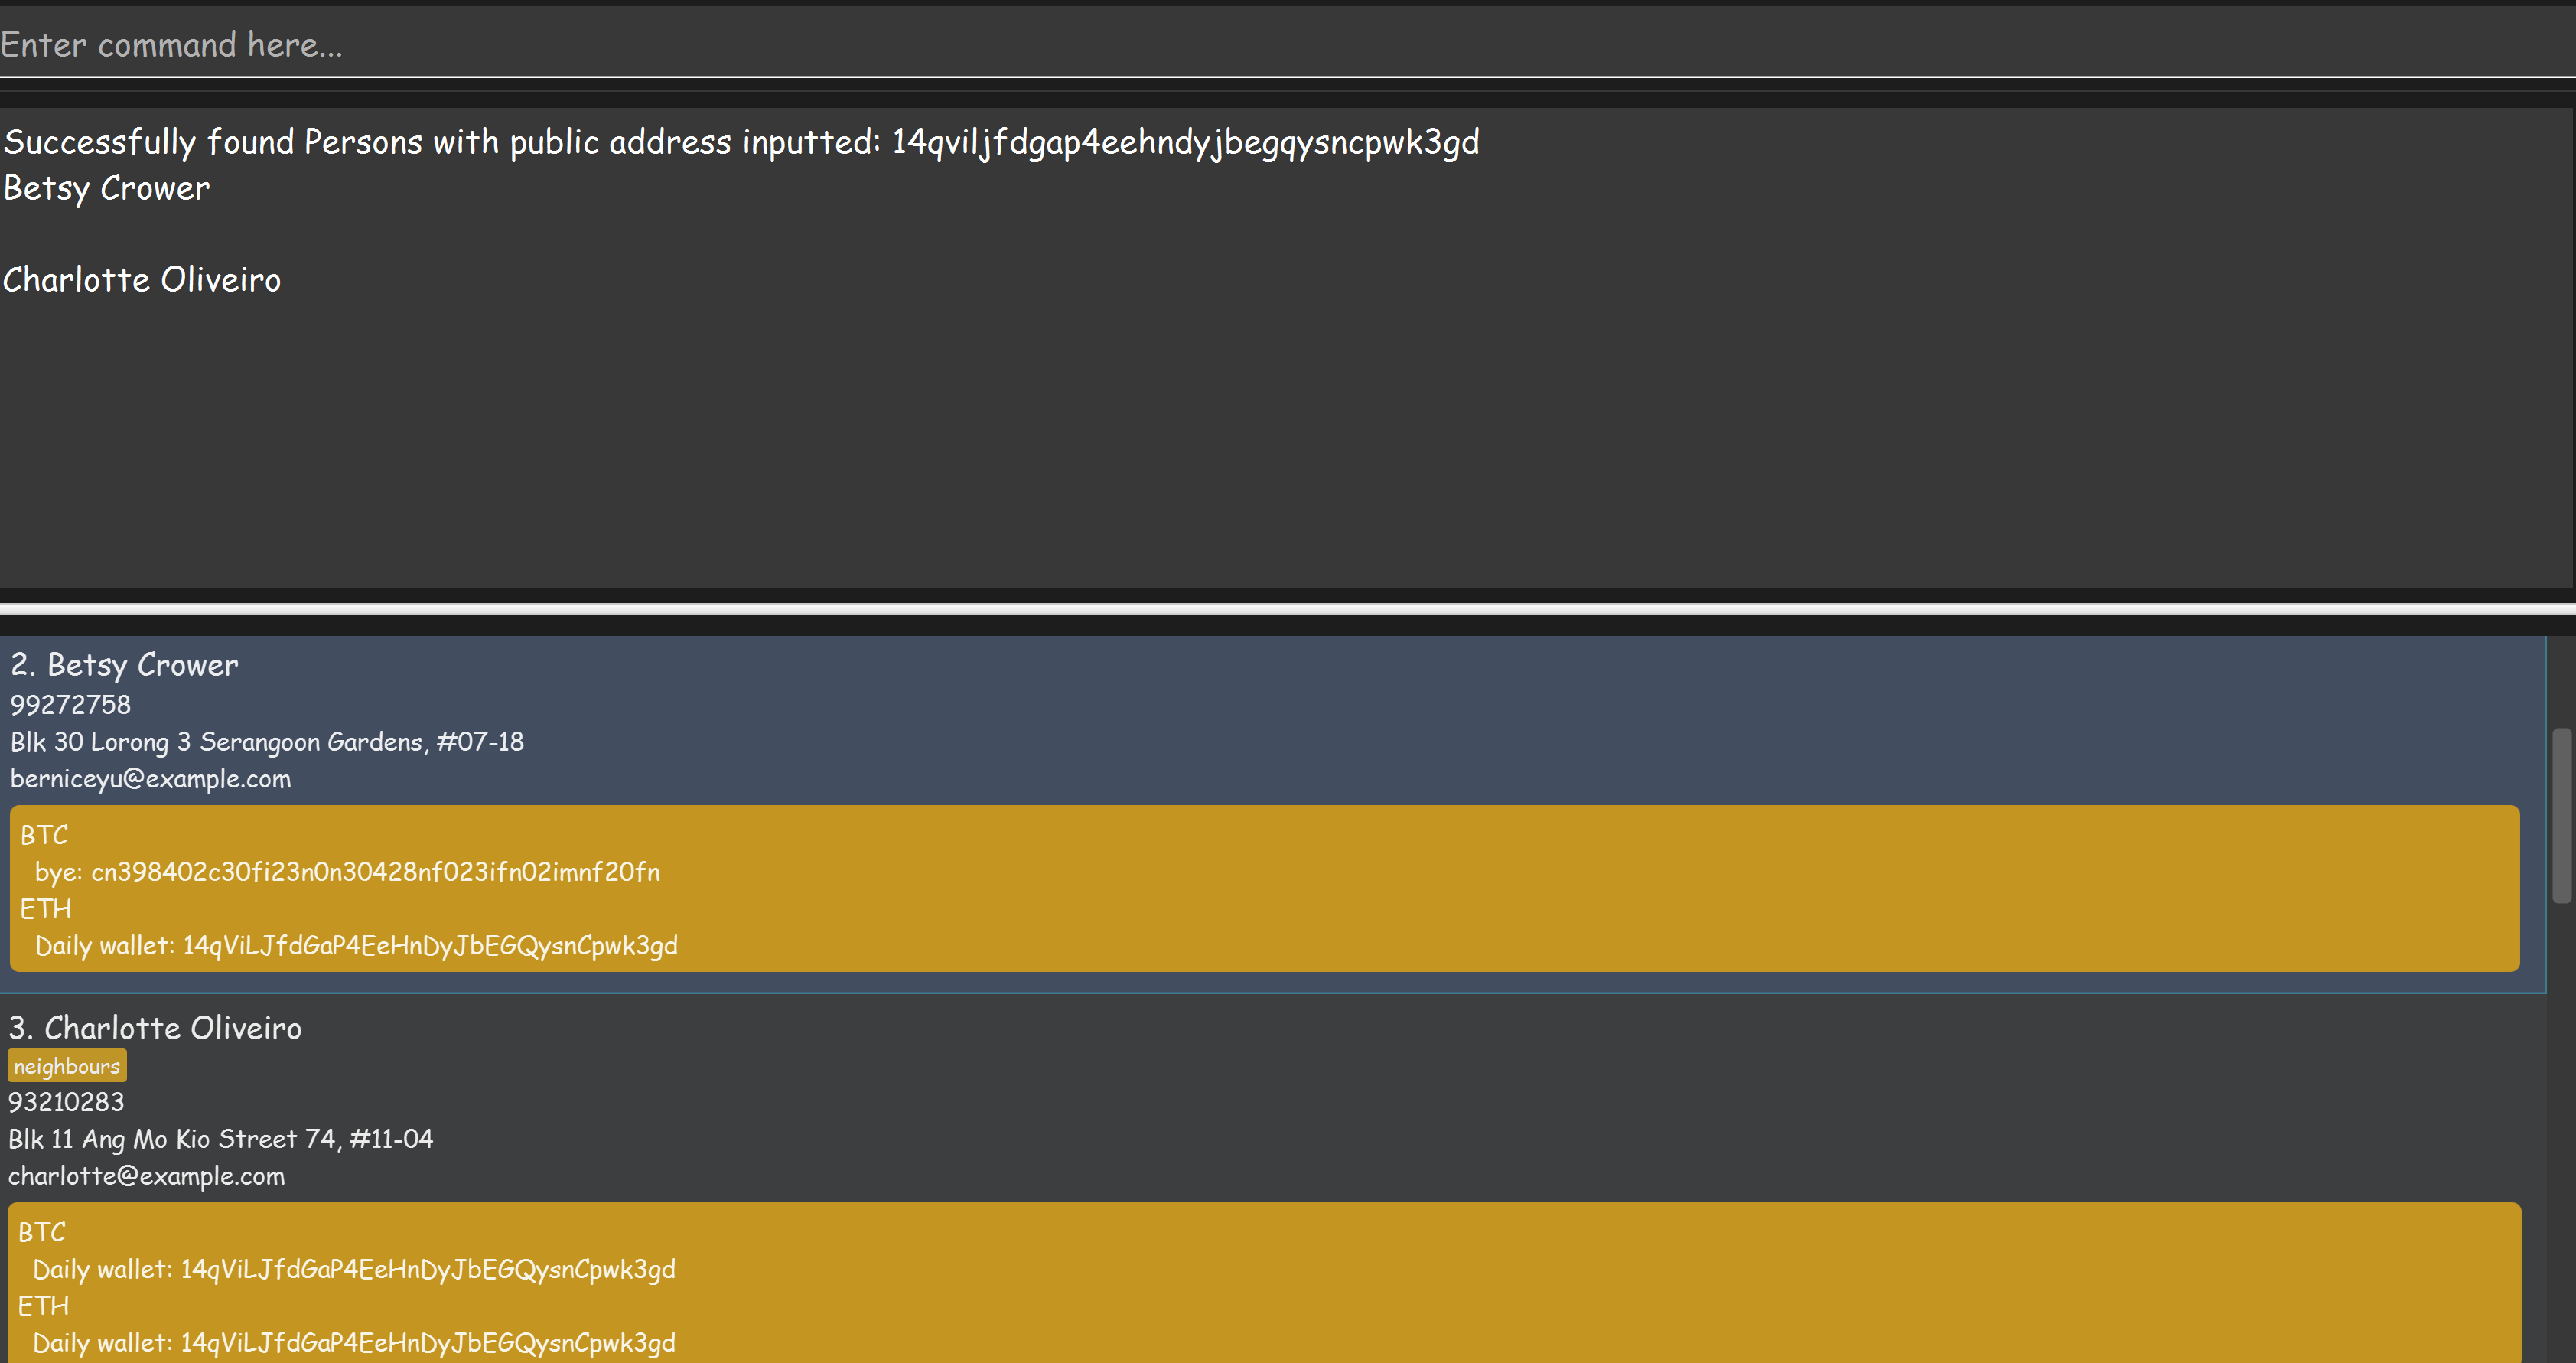 Enter command here...
Successfully found Persons with public address inputted: 14qviljfdgap4eehndyjbegqysncpwk3gd
Betsy Crower
Charlotte Oliveiro
2. Betsy Crower
99272758
Blk 30 Lorong 3 Serangoon Gardens, #07-18
berniceyu@example.com
BTC
bye: cn398402c30fi23n0n30428nf023ifn02imnf20fn
ETH
Daily wallet: 14qViLJfdGaP4EeHnDyJbEGQysnCpwk3gd
3. Charlotte Oliveiro
neighbours
93210283
Blk 11 Ang Mo Kio Street 74, #11-04
charlotte@example.com
BTC
Daily wallet: 14qViLJfdGaP4EeHnDyJbEGQysnCpwk3gd
ETH
Daily wallet: 14qViLJfdGaP4EeHnDyJbEGQysnCpwk3gd